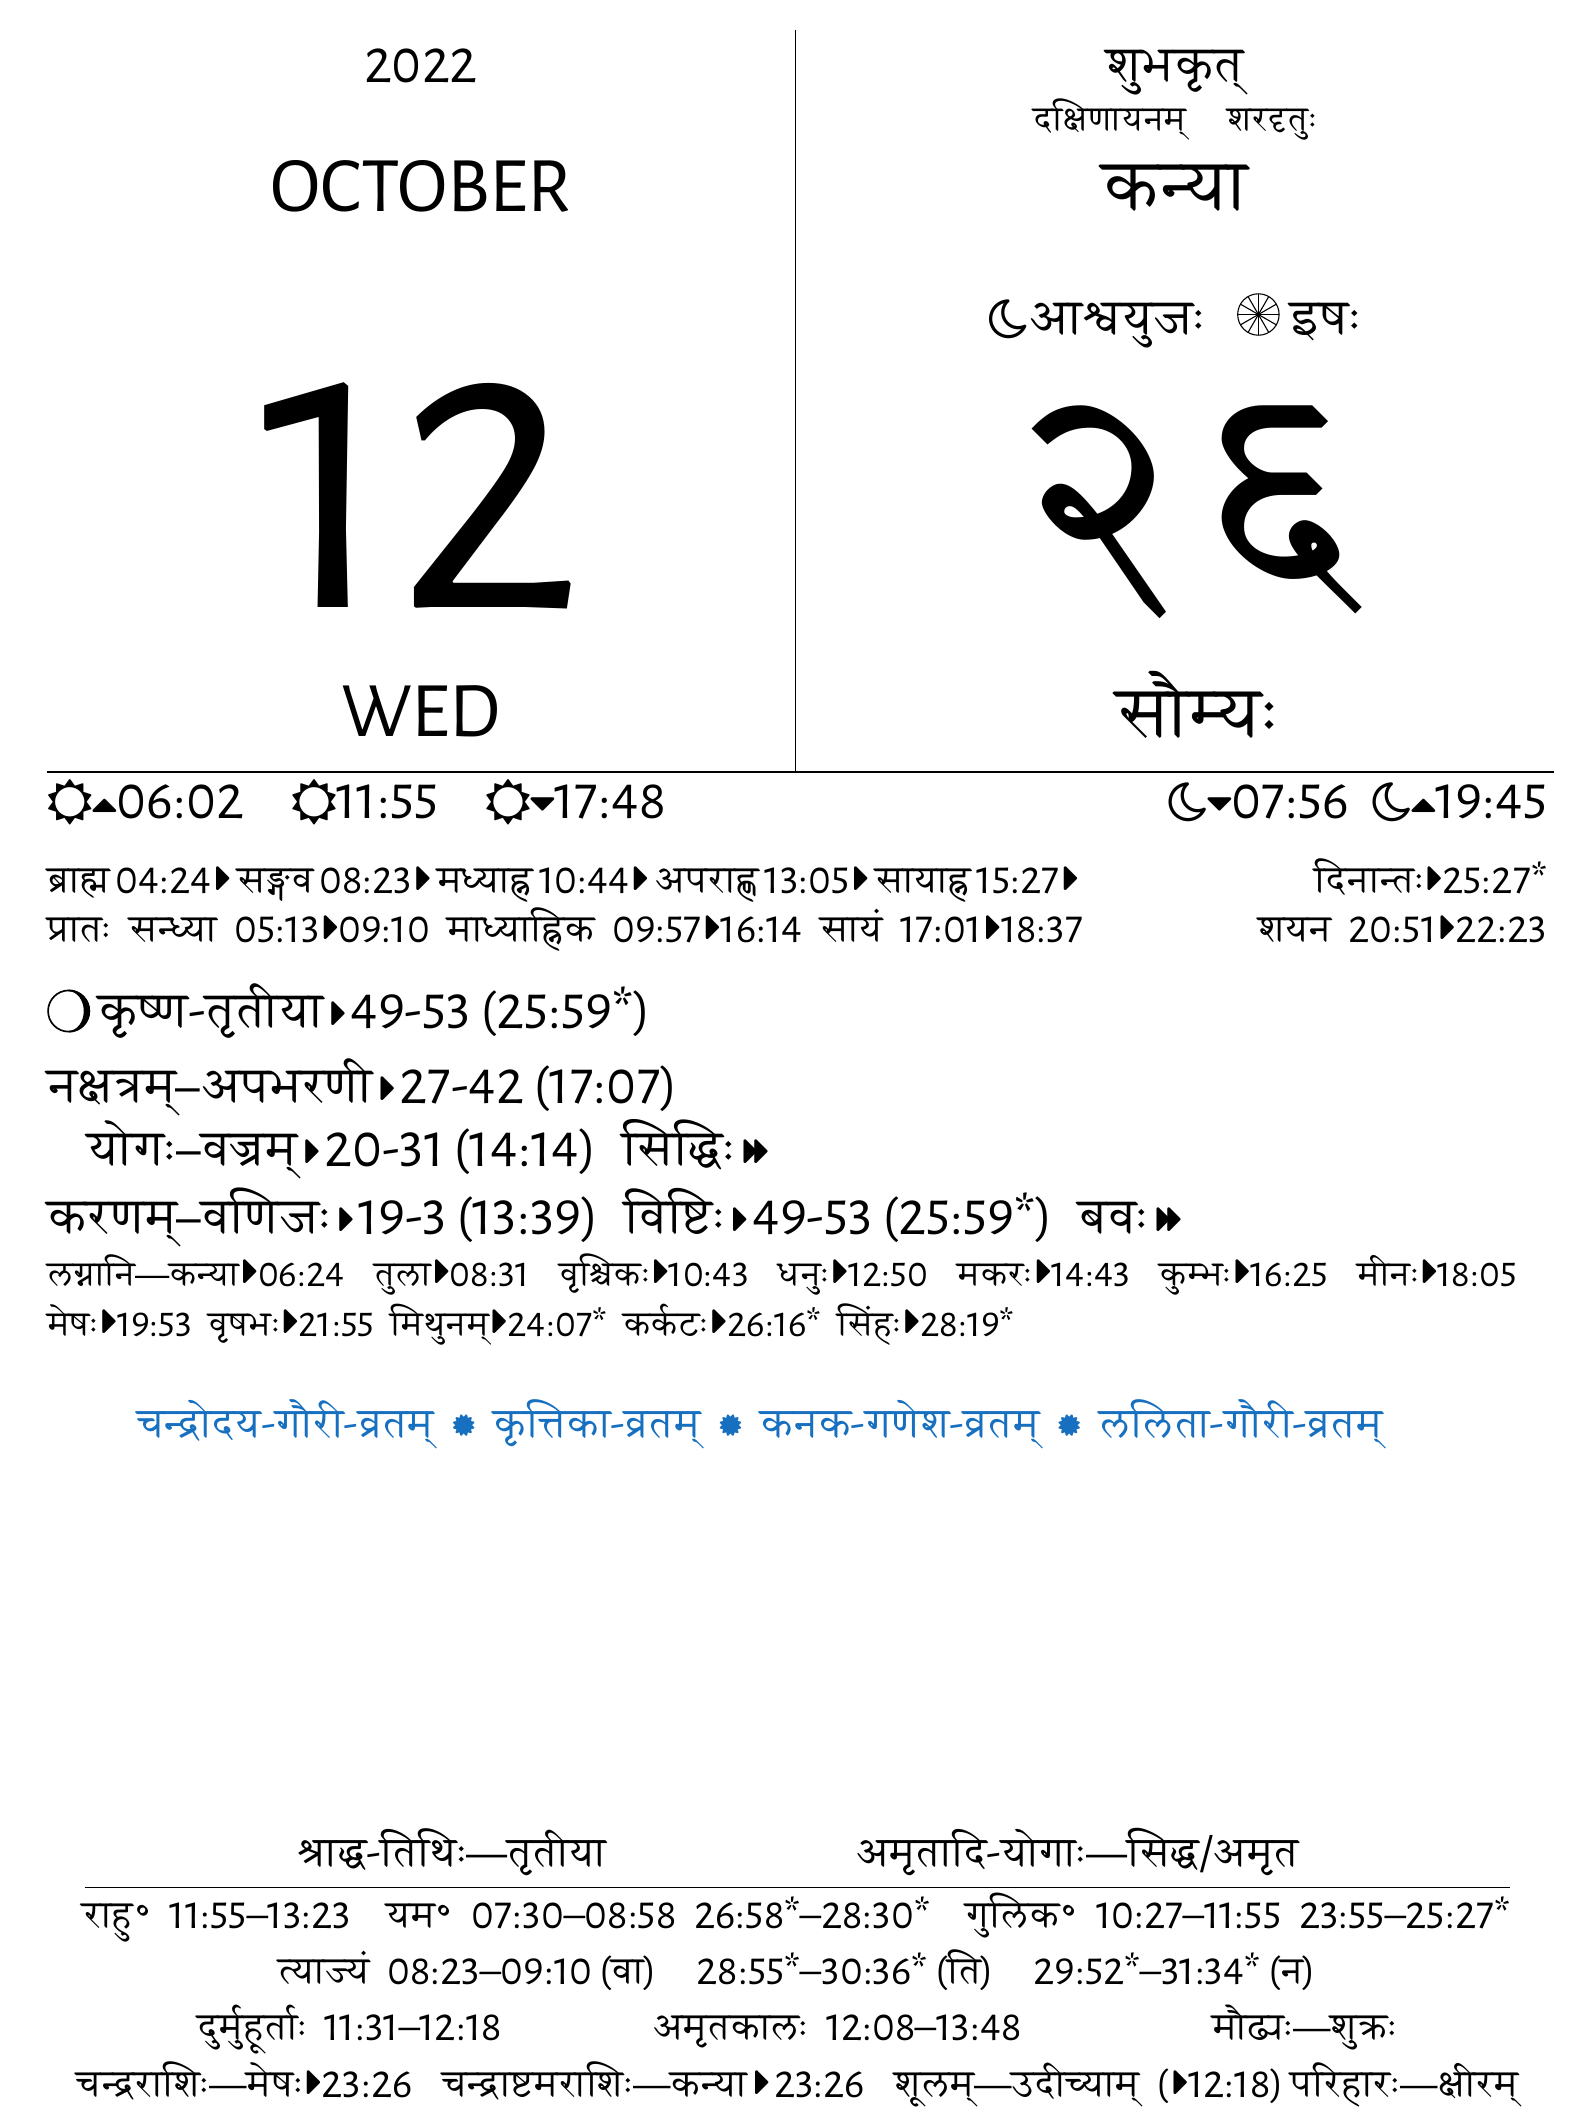 2022
OCTOBER
12
WED
शुभकृत्
दक्षिणायनम् शरदृतुः
कन्या
आश्वयुजः इषः
२६
सौम्यः
06:02 11:55 17:48 07:56 19:45
ब्राह्म 04:24 सङ्गव 08:23 मध्याह्न 10:44 अपराह्ण 13:05 सायाह्न 15:27 दिनान्तः 25:27*
प्रातः सन्ध्या 05:13 09:10 माध्याह्निक 09:57 16:14 सायं 17:01 18:37 शयन 20:51 22:23
कृष्ण-तृतीया 49-53 (25:59*)
नक्षत्रम्–अपभरणी 27-42 (17:07)
योगः–वज्रम् 20-31 (14:14) सिद्धिः
करणम्–वणिजः 19-3 (13:39) विष्टिः 49-53 (25:59*) बवः
लग्नानि—कन्या 06:24 तुला 08:31 वृश्चिकः 10:43 धनुः 12:50 मकरः 14:43 कुम्भः 16:25 मीनः 18:05
मेषः 19:53 वृषभः 21:55 मिथुनम् 24:07* कर्कटः 26:16* सिंहः 28:19*
चन्द्रोदय-गौरी-व्रतम् कृत्तिका-व्रतम् कनक-गणेश-व्रतम् ललिता-गौरी-व्रतम्
श्राद्ध-तिथिः—तृतीया अमृतादि-योगाः—सिद्ध/अमृत
राहु॰ 11:55–13:23 यम॰ 07:30–08:58 26:58*–28:30* गुलिक॰ 10:27–11:55 23:55–25:27*
त्याज्यं 08:23–09:10 (वा) 28:55*–30:36* (ति) 29:52*–31:34* (न)
दुर्मुहूर्ताः 11:31–12:18 अमृतकालः 12:08–13:48 मौढ्यः—शुक्रः
चन्द्रराशिः—मेषः 23:26 चन्द्राष्टमराशिः—कन्या 23:26 शूलम्—उदीच्याम् (12:18) परिहारः—क्षीरम्